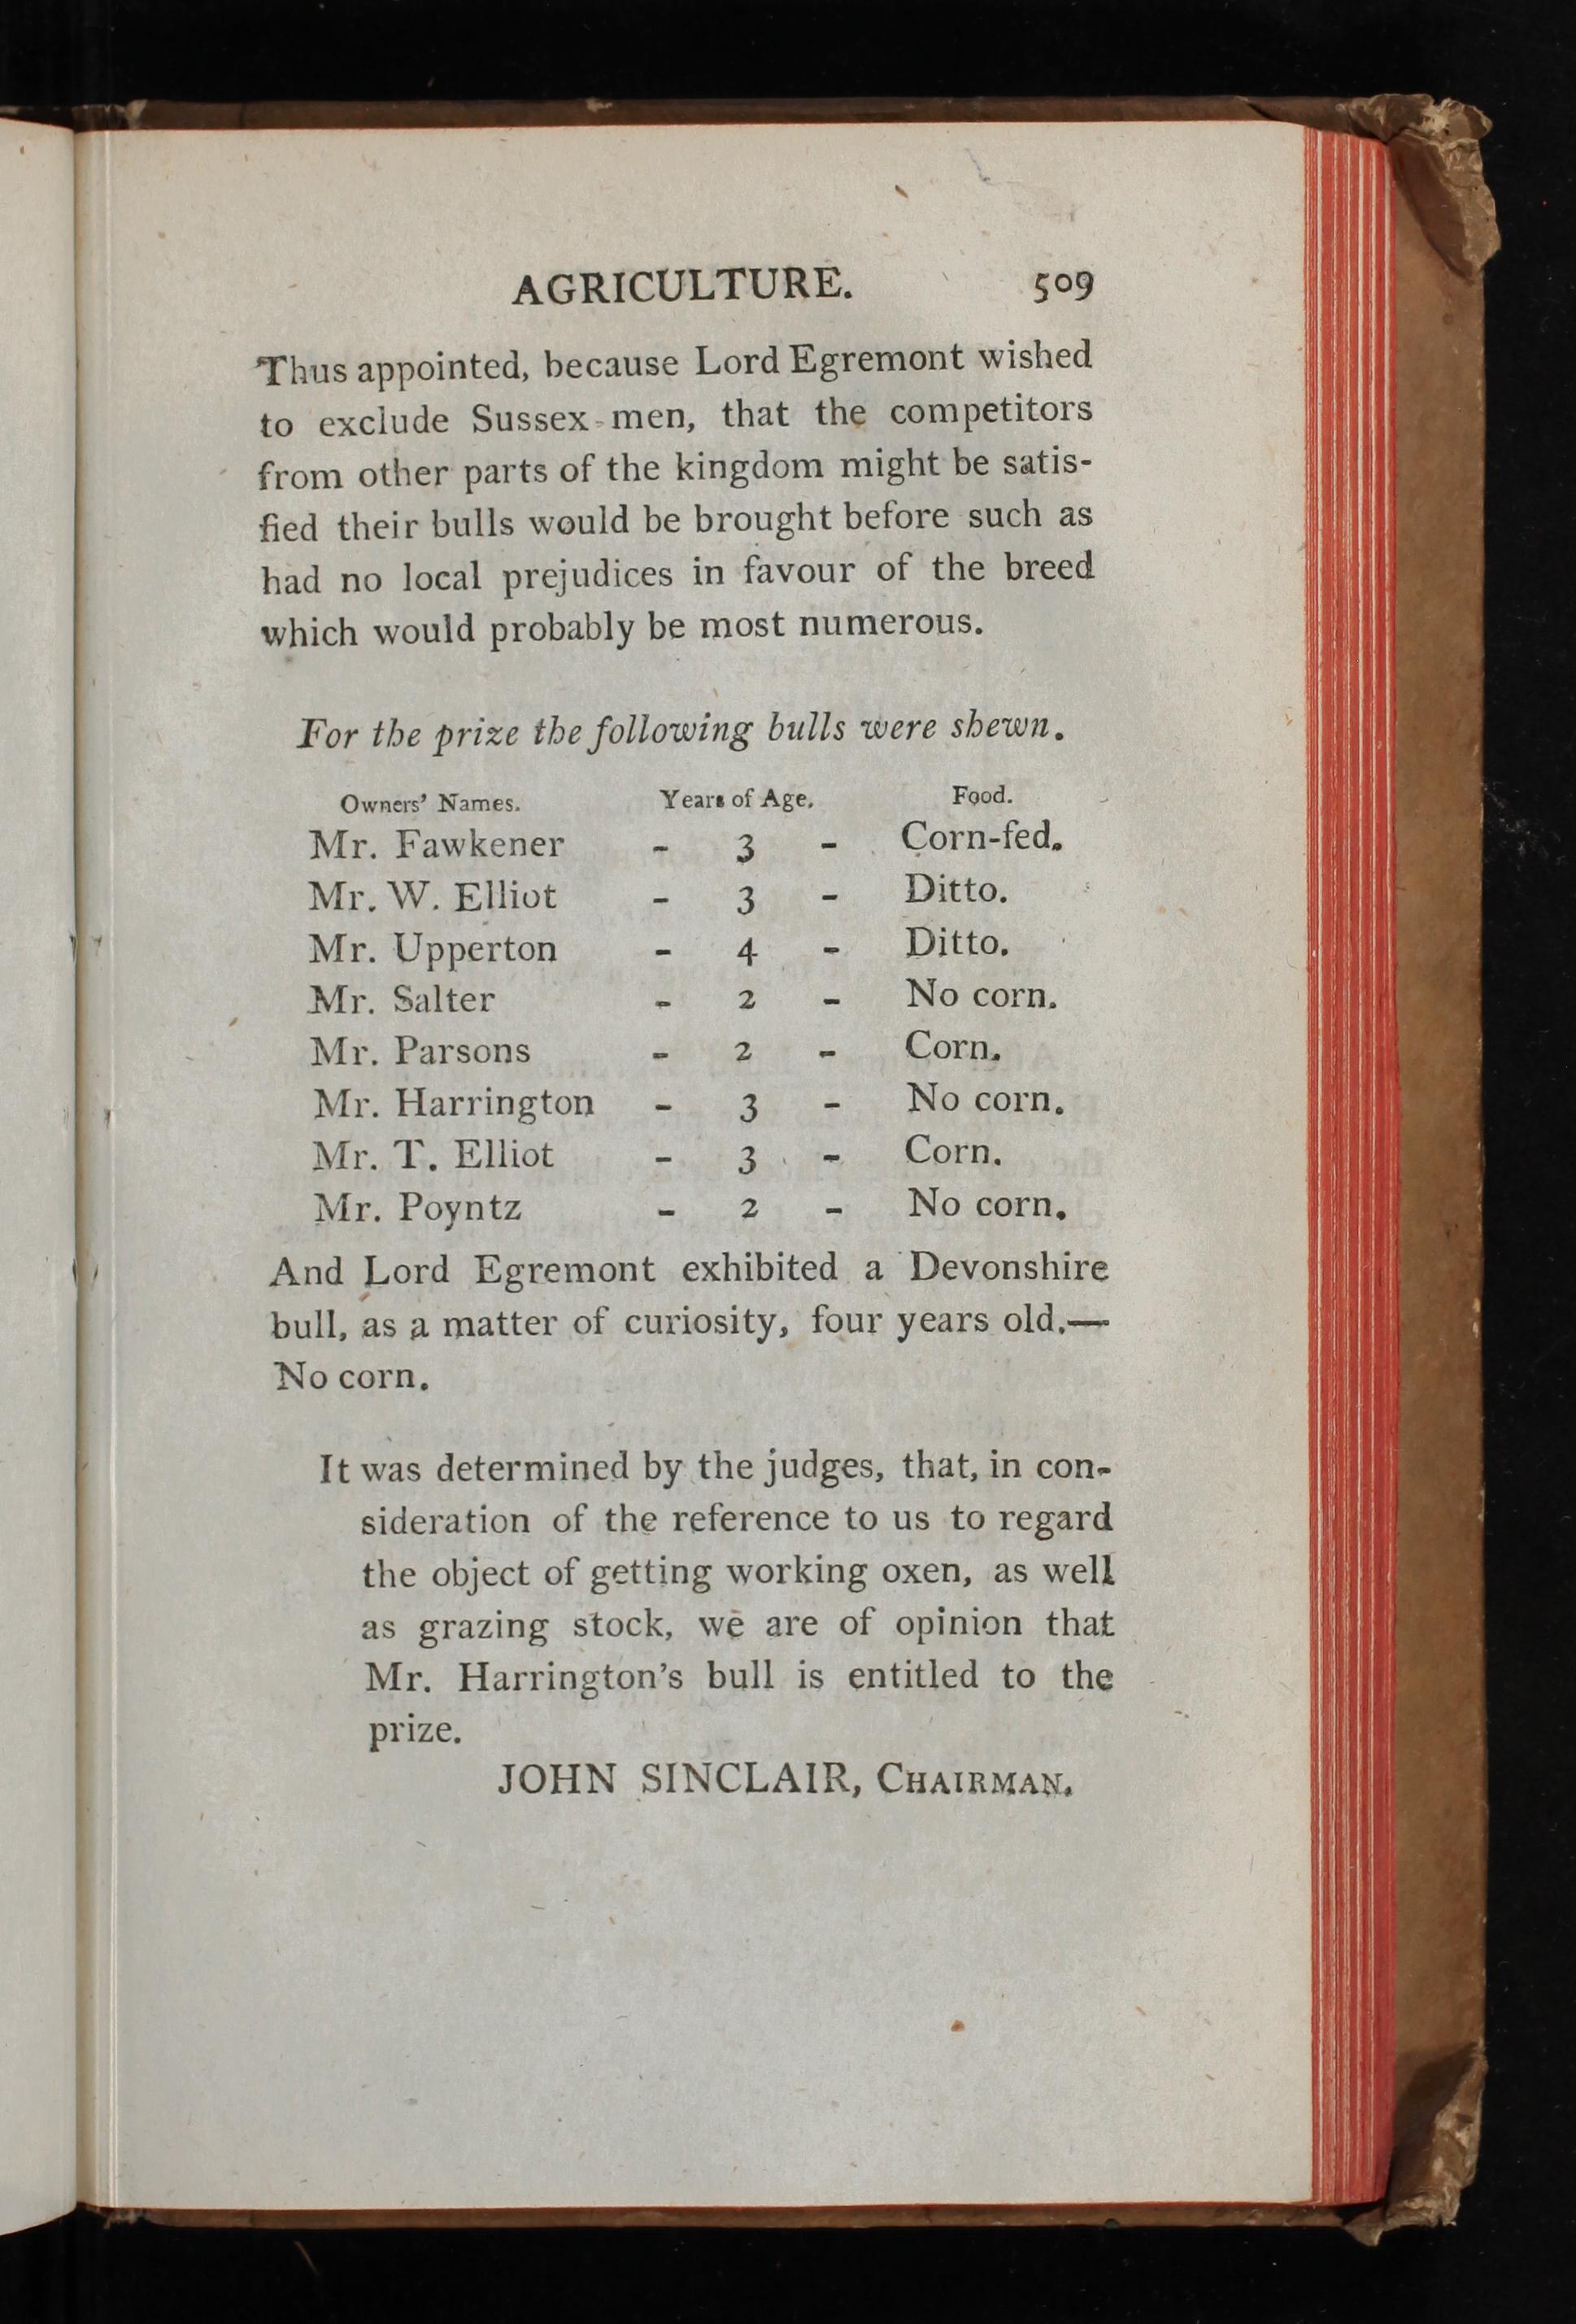 AGRICULTURE. 509
Thus appointed, because Lord Egremont wished
to exclude Sussex-men, that the competitors
from other parts of the kingdom might be satis-
fied their bulls would be brought before such as
had no local prejudices in favour of the breed
which would probably be most numerous.
For the prize the following bulls were shewn.
Owners' Names. Years of Age. Food.
Mr. Fawkener - 3 - Corn-fed.
Mr. W. Elliot - 3 - Ditto.
Mr. Upperton - 4 - Ditto.
Mr. Salter - 2 - No corn.
Mr. Parsons - 2 - Corn.
Mr. Harrington - 3 - No corn.
Mr. T. Elliot - 3 - Corn.
Mr. Poyntz - 2 - No corn.
And Lord Egremont exhibited a Devonshire
bull, as a matter of curiosity, four years old.—
No corn.
It was determined by the judges, that, in con-
sideration of the reference to us to regard
the object of getting working oxen, as well
as grazing stock, we are of opinion that
Mr. Harrington's bull is entitled to the
prize.
JOHN SINCLAIR, CHAIRMAN.